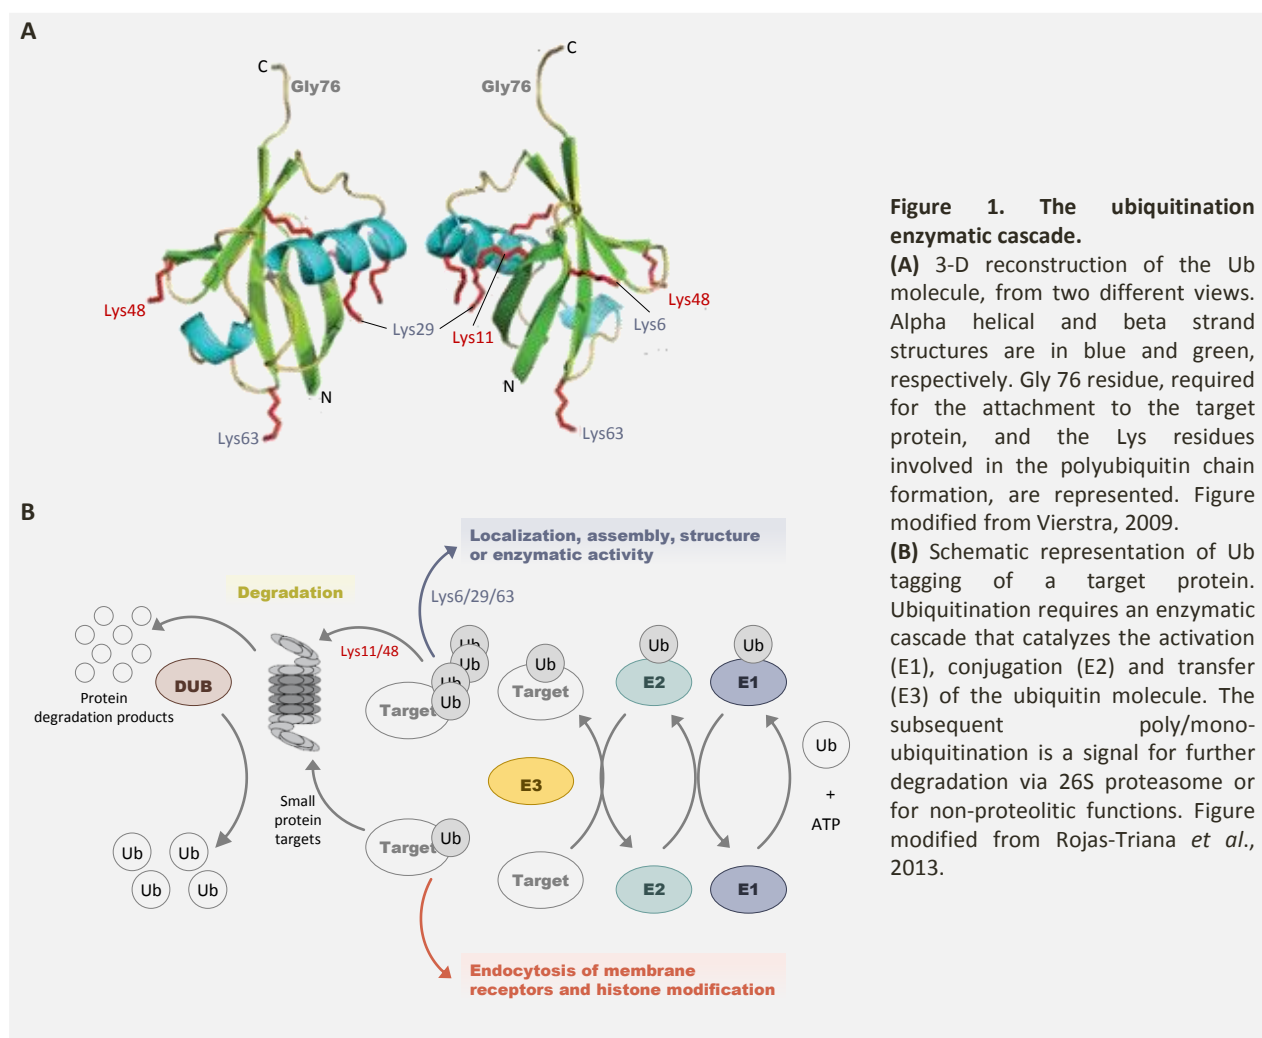 A
C
Gly76
Gly76
C
Lys48
Lys29
Lys11
Lys6
Lys48
N
N
Lys63
Lys63
B
Localization, assembly, structure
or enzymatic activity
Degradation
Lys6/29/63
Lys11/48
Ub
Ub
Ub
Ub
Target
Ub
Target
Ub
E2
Ub
E1
DUB
Protein
degradation products
Ub
+
ATP
E3
Small
protein
targets
Target
Ub
Target
E2
E1
Ub
Ub
Ub
Ub
Endocytosis of membrane
receptors and histone modification
Figure 1. The ubiquitination
enzymatic cascade.
(A) 3-D reconstruction of the Ub
molecule, from two different views.
Alpha helical and beta strand
structures are in blue and green,
respectively. Gly 76 residue, required
for the attachment to the target
protein, and the Lys residues
involved in the polyubiquitin chain
formation, are represented. Figure
modified from Vierstra, 2009.
(B) Schematic representation of Ub
tagging of a target protein.
Ubiquitination requires an enzymatic
cascade that catalyzes the activation
(E1), conjugation (E2) and transfer
(E3) of the ubiquitin molecule. The
subsequent poly/mono-
ubiquitination is a signal for further
degradation via 26S proteasome or
for non-proteolitic functions. Figure
modified from Rojas-Triana et al.,
2013.